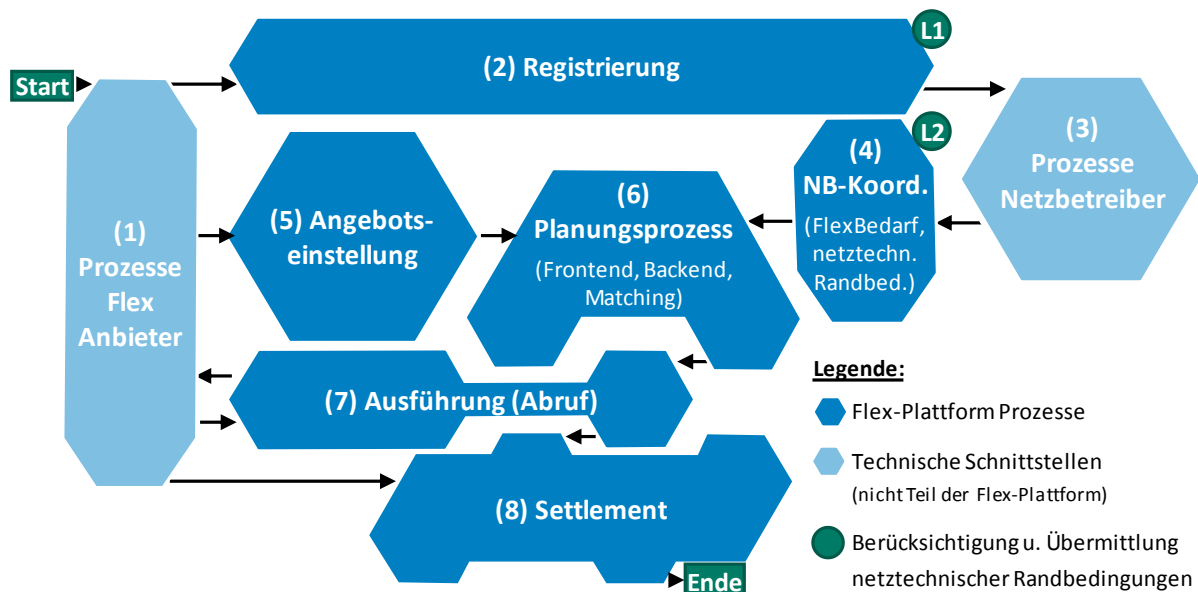 Start
(1)
Prozesse
Flex
Anbieter
(2) Registrierung
L1
(3)
Prozesse
Netzbetreiber
L2
(4)
NB-Koord.
(FlexBedarf,
netztechn.
Randbed.)
(5) Angebots-
einstellung
(6)
Planungsprozess
(Frontend, Backend,
Matching)
(7) Ausführung (Abruf)
(8) Settlement
Ende
Legende:
Flex-Plattform Prozesse
Technische Schnittstellen
(nicht Teil der Flex-Plattform)
Berücksichtigung u. Übermittlung
netztechnischer Randbedingungen